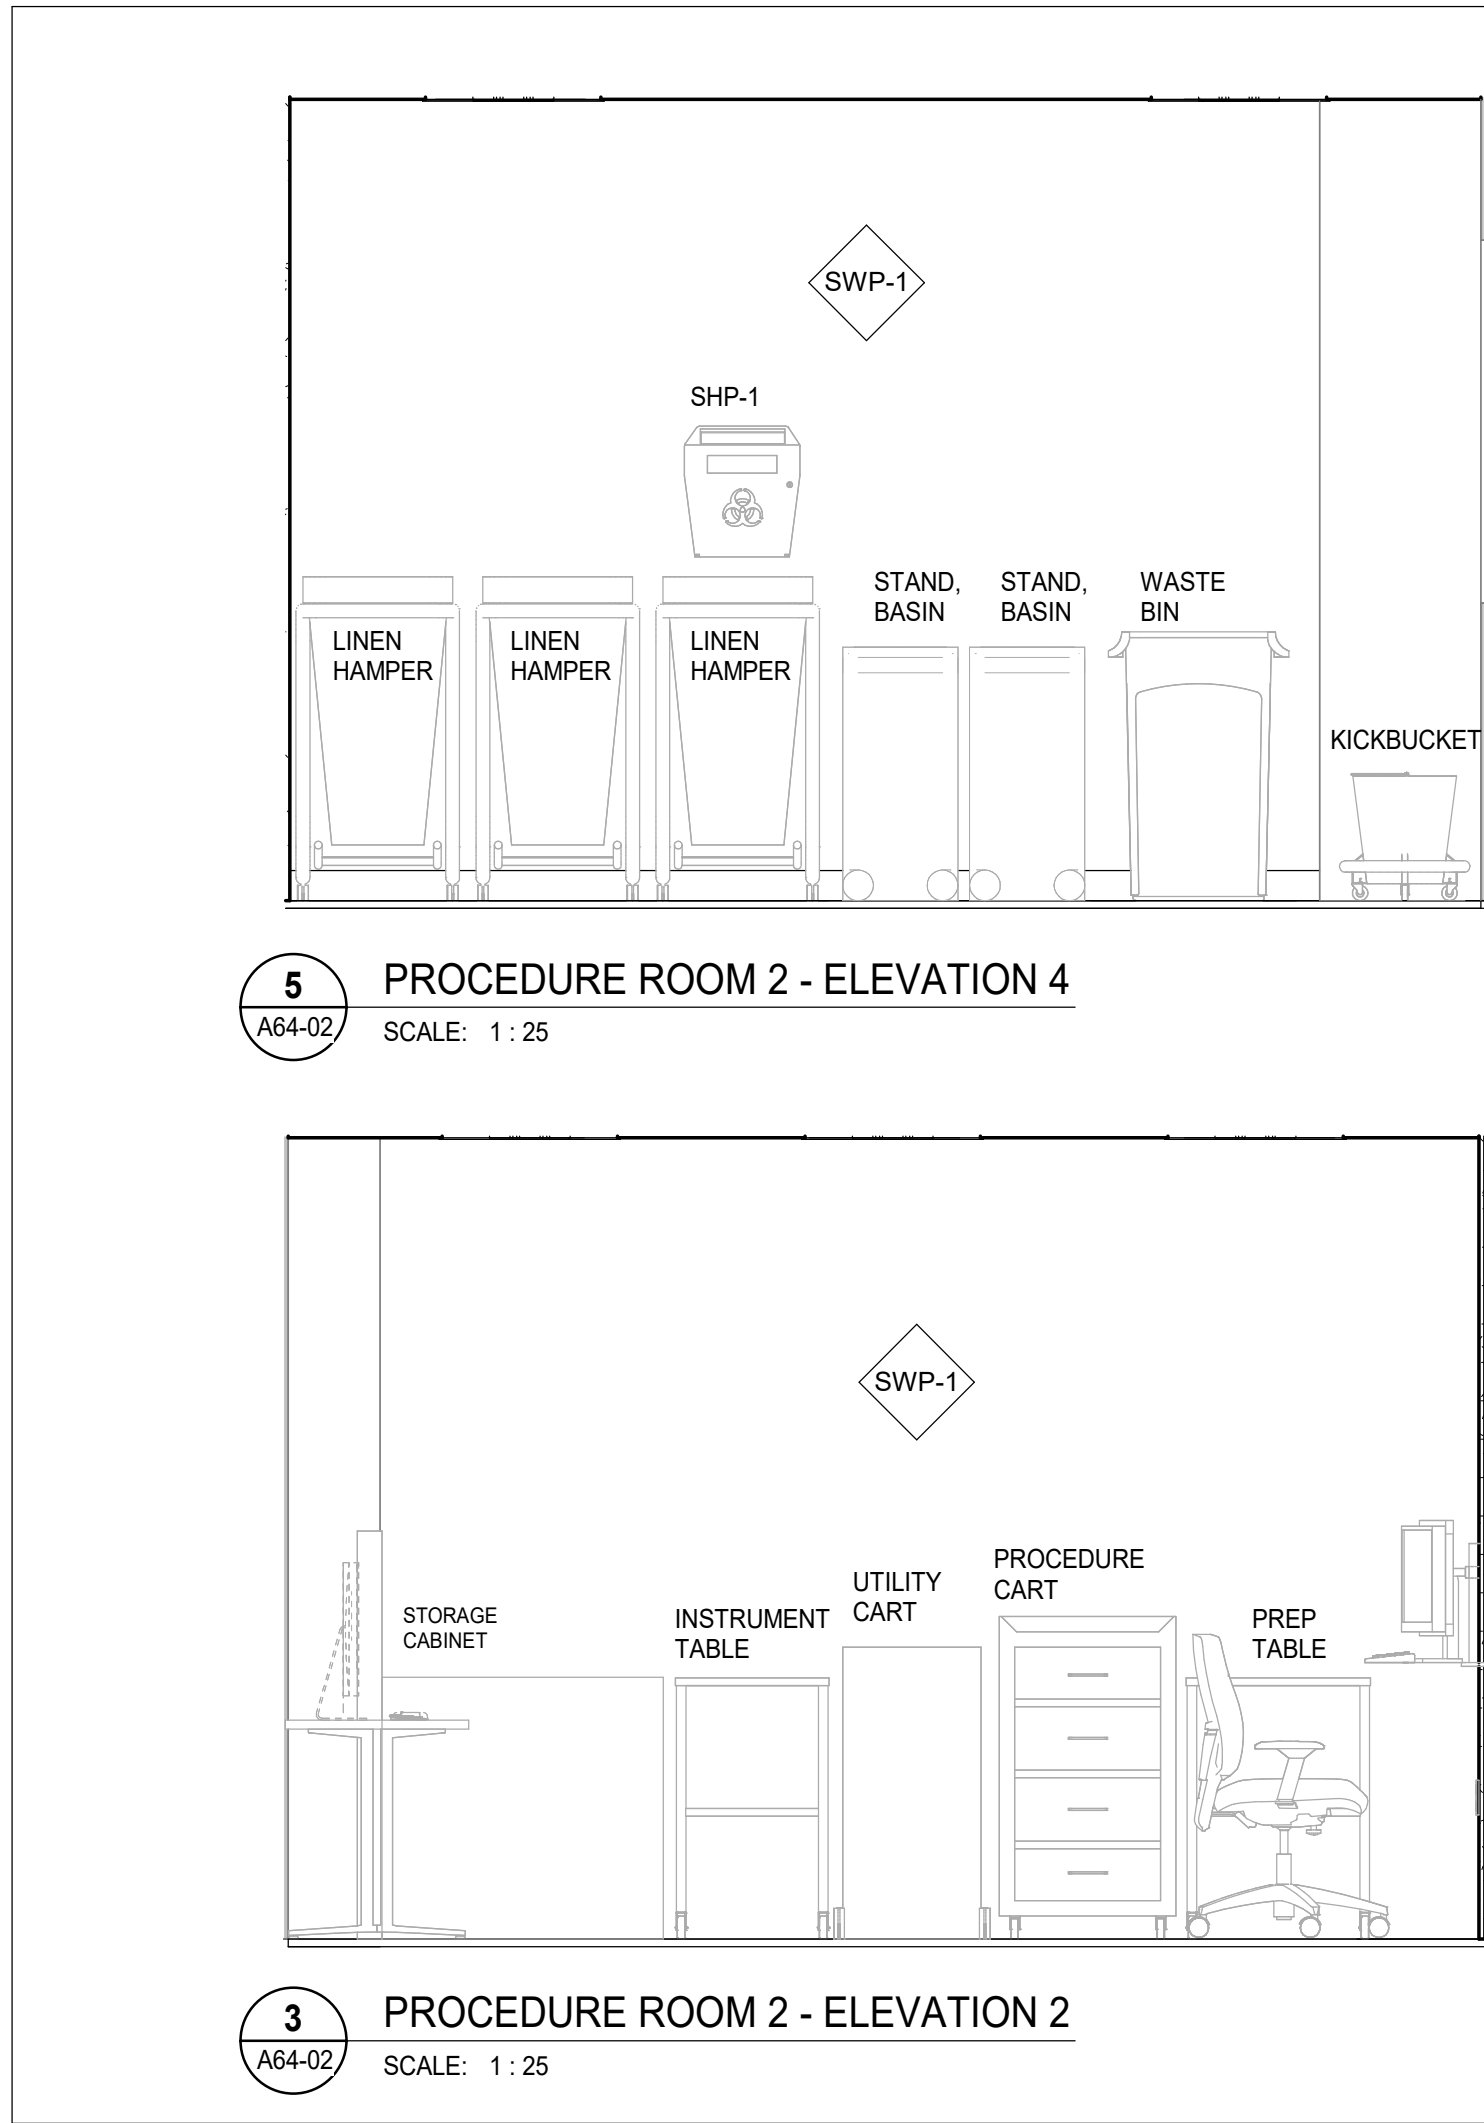 SWP-1
SHP-1
LINEN
HAMPER
LINEN
HAMPER
LINEN
HAMPER
STAND,
BASIN
STAND,
BASIN
WASTE
BIN
KICKBUCKET
5
A64-02
PROCEDURE ROOM 2 - ELEVATION 4
SCALE: 1 : 25
SWP-1
STORAGE
CABINET
INSTRUMENT
TABLE
UTILITY
CART
PROCEDURE
CART
PREP
TABLE
3
A64-02
PROCEDURE ROOM 2 - ELEVATION 2
SCALE: 1 : 25